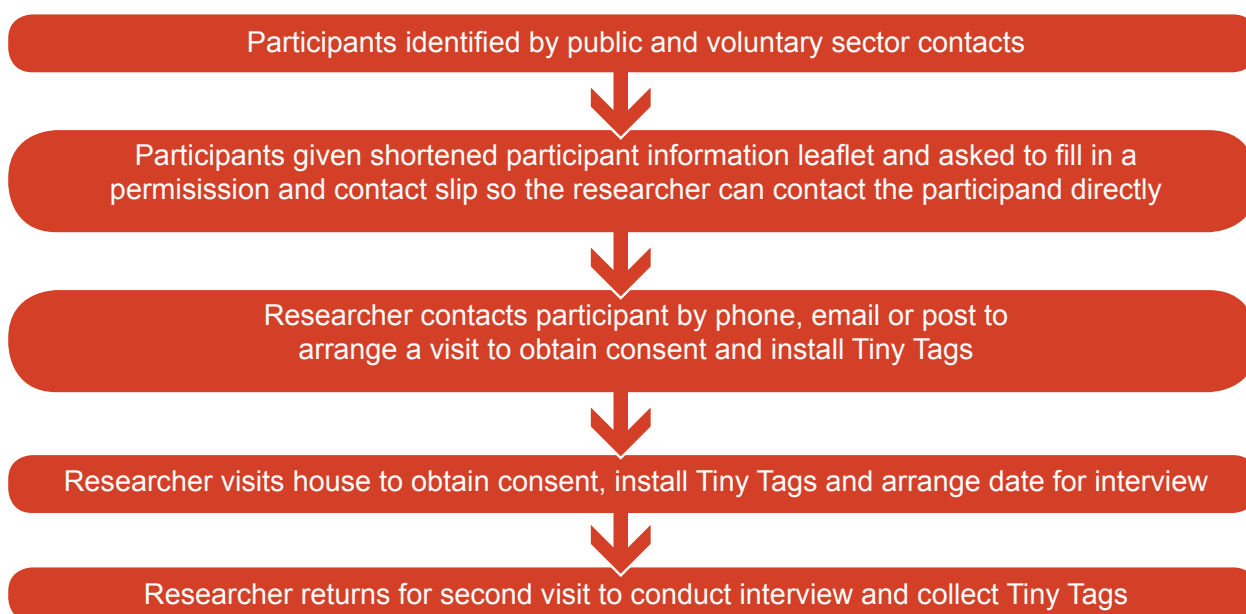 Participants identified by public and voluntary sector contacts
Participants given shortened participant information leaflet and asked to fill in a
permisission and contact slip so the researcher can contact the participand directly
Researcher contacts participant by phone, email or post to
arrange a visit to obtain consent and install Tiny Tags
Researcher visits house to obtain consent, install Tiny Tags and arrange date for interview
Researcher returns for second visit to conduct interview and collect Tiny Tags